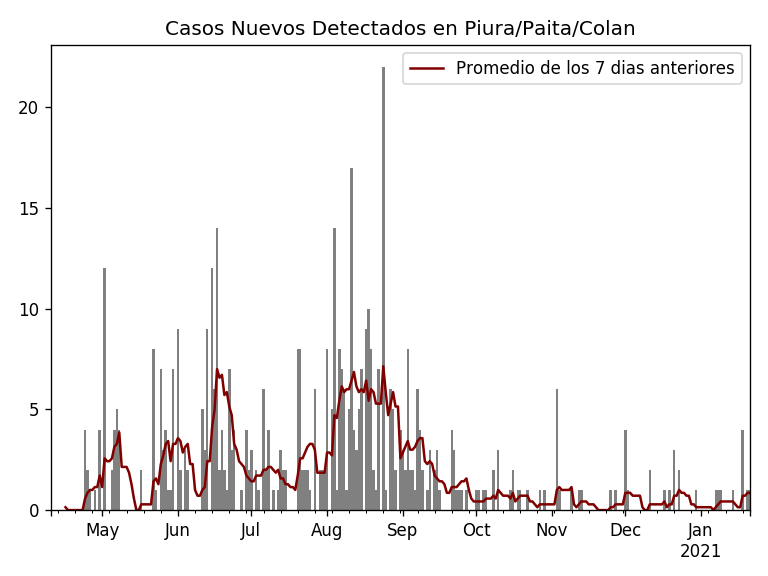 Casos Nuevos Detectados en Piura/Paita/Colan
Promedio de los 7 dias anteriores
20
15
10
5
0
May Jun Jul Aug Sep Oct Nov Dec Jan
2021